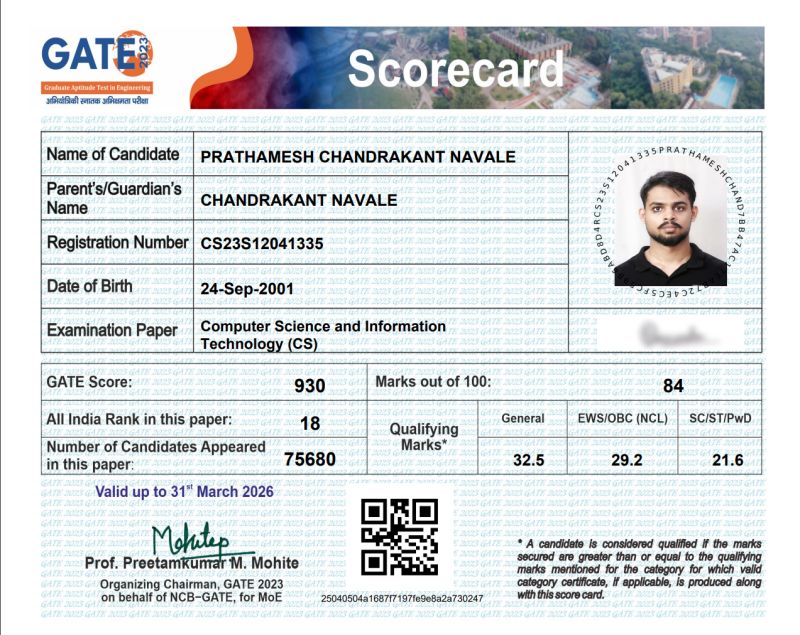 GATE 2023
Graduate Aptitude Test in Engineering
अभियांत्रिकी स्नातक अभिक्षमता परीक्षा
Scorecard
Name of Candidate PRATHAMESH CHANDRAKANT NAVALE
Parent's/Guardian's
Name
CHANDRAKANT NAVALE
Registration Number CS23S12041335
Date of Birth 24-Sep-2001
Examination Paper
Computer Science and Information
Technology (CS)
GATE Score: 930 Marks out of 100: 84
All India Rank in this paper: 18
Number of Candidates Appeared
in this paper: 75680
Qualifying
Marks*
General EWS/OBC (NCL) SC/ST/PwD
32.5 29.2 21.6
Valid up to 31st March 2026
Mohite
Prof. Preetamkumar M. Mohite
Organizing Chairman, GATE 2023
on behalf of NCB-GATE, for MoE
25040504a1687f7197fe9e8a2a730247
* A candidate is considered qualified if the marks
secured are greater than or equal to the qualifying
marks mentioned for the category for which valid
category certificate, if applicable, is produced along
with this score card.